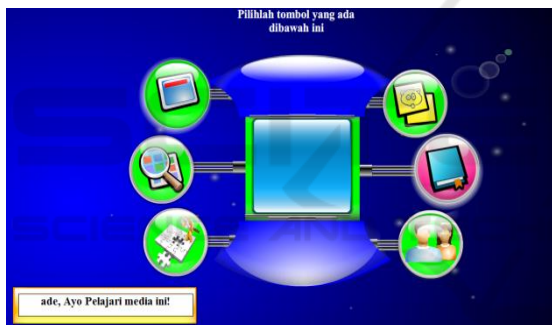 Pilihlah tombol yang ada
dibawah ini
ade, Ayo Pelajari media ini!